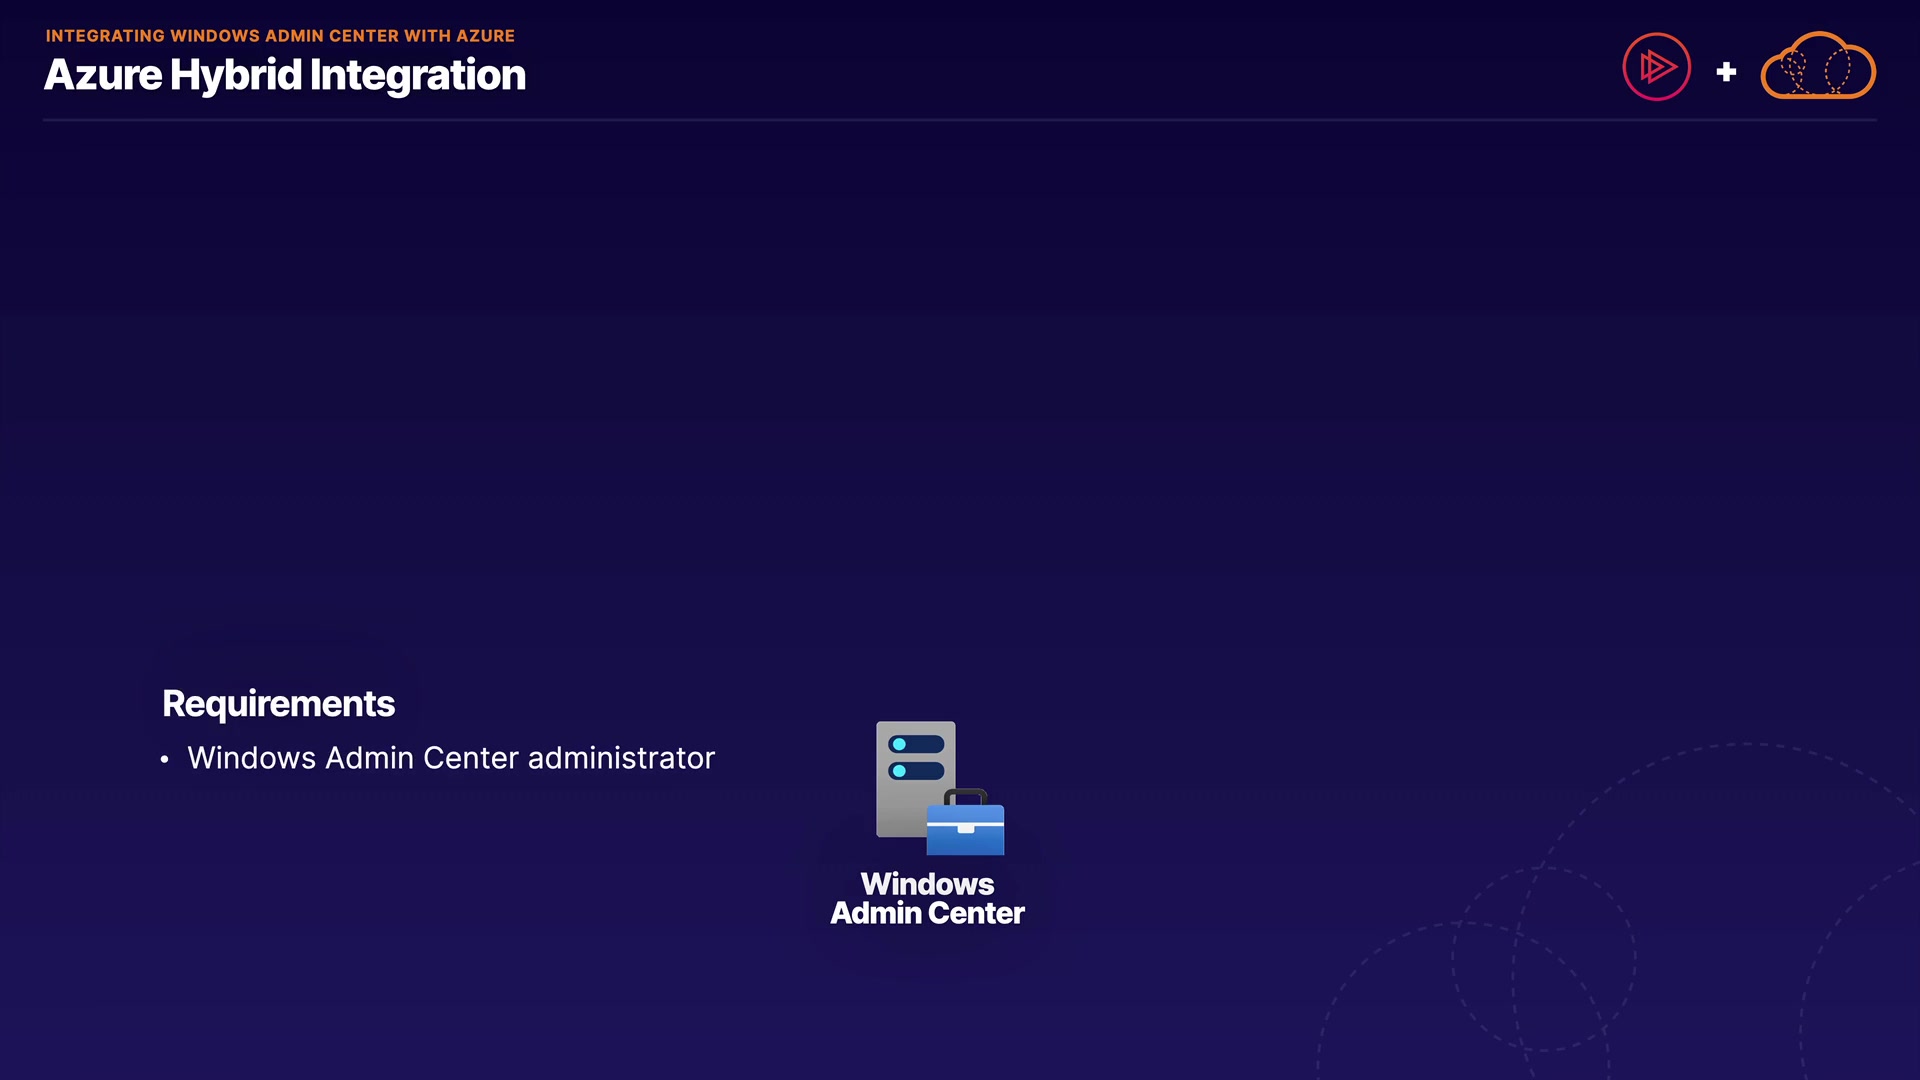 INTEGRATING WINDOWS ADMIN CENTER WITH AZURE
Azure Hybrid Integration
Requirements
• Windows Admin Center administrator
Windows
Admin Center